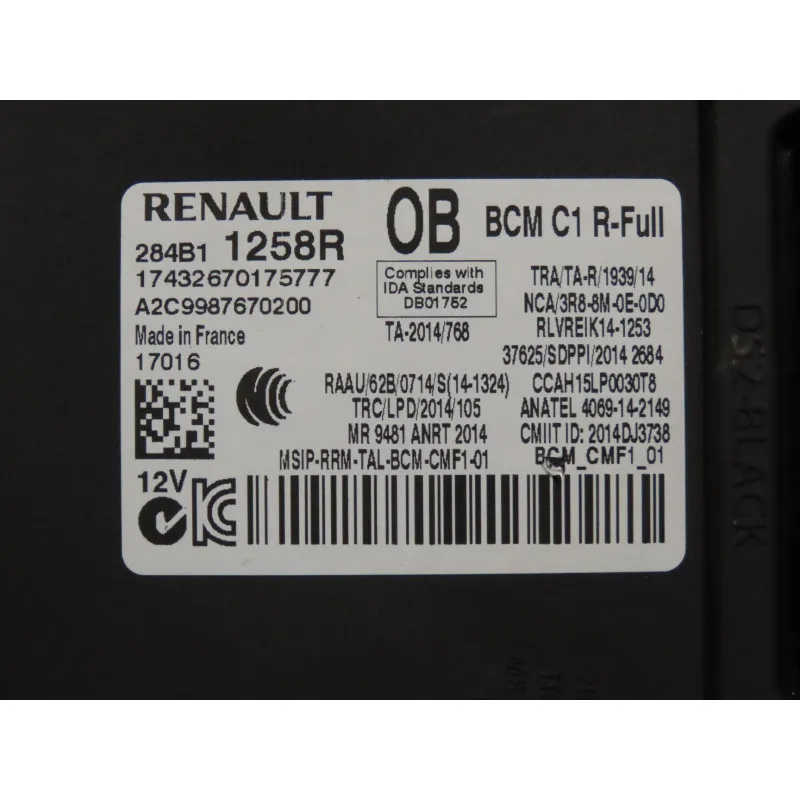 RENAULT
284B1 1258R
17432670175777
A2C9987670200
Made in France
17016
OB
BCM C1 R-Full
Complies with
IDA Standards
DB01752
TA-2014/768
TRA/TA-R/1939/14
NCA/3R8-8M-0E-0D0
RLVREIK14-1253
37625/SDPPI/2014 2684
RAAU/62B/0714/S(14-1324)
CCAH15LP0030T8
TRC/LPD/2014/105
ANATEL 4069-14-2149
MR 9481 ANRT 2014
CMIIT ID: 2014DJ3738
MSIP-RRM-TAL-BCM-CMF1-01
BCM_CMF1_01
12V
DS2-BLACK